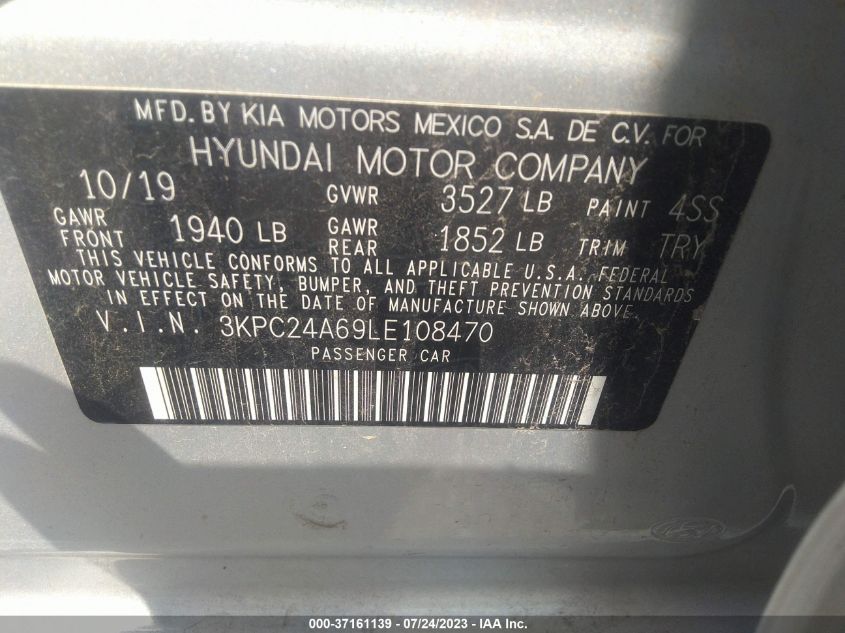 MFD. BY KIA MOTORS MEXICO S.A. DE C.V. FOR
HYUNDAI MOTOR COMPANY
10/19 GVWR 3527 LB PAINT 4SS
GAWR FRONT 1940 LB GAWR REAR 1852 LB TRIM TRY
THIS VEHICLE CONFORMS TO ALL APPLICABLE U.S.A. FEDERAL
MOTOR VEHICLE SAFETY, BUMPER, AND THEFT PREVENTION STANDARDS
IN EFFECT ON THE DATE OF MANUFACTURE SHOWN ABOVE.
V.I.N. 3KPC24A69LE108470
PASSENGER CAR
000-37161139 - 07/24/2023 - IAA Inc.